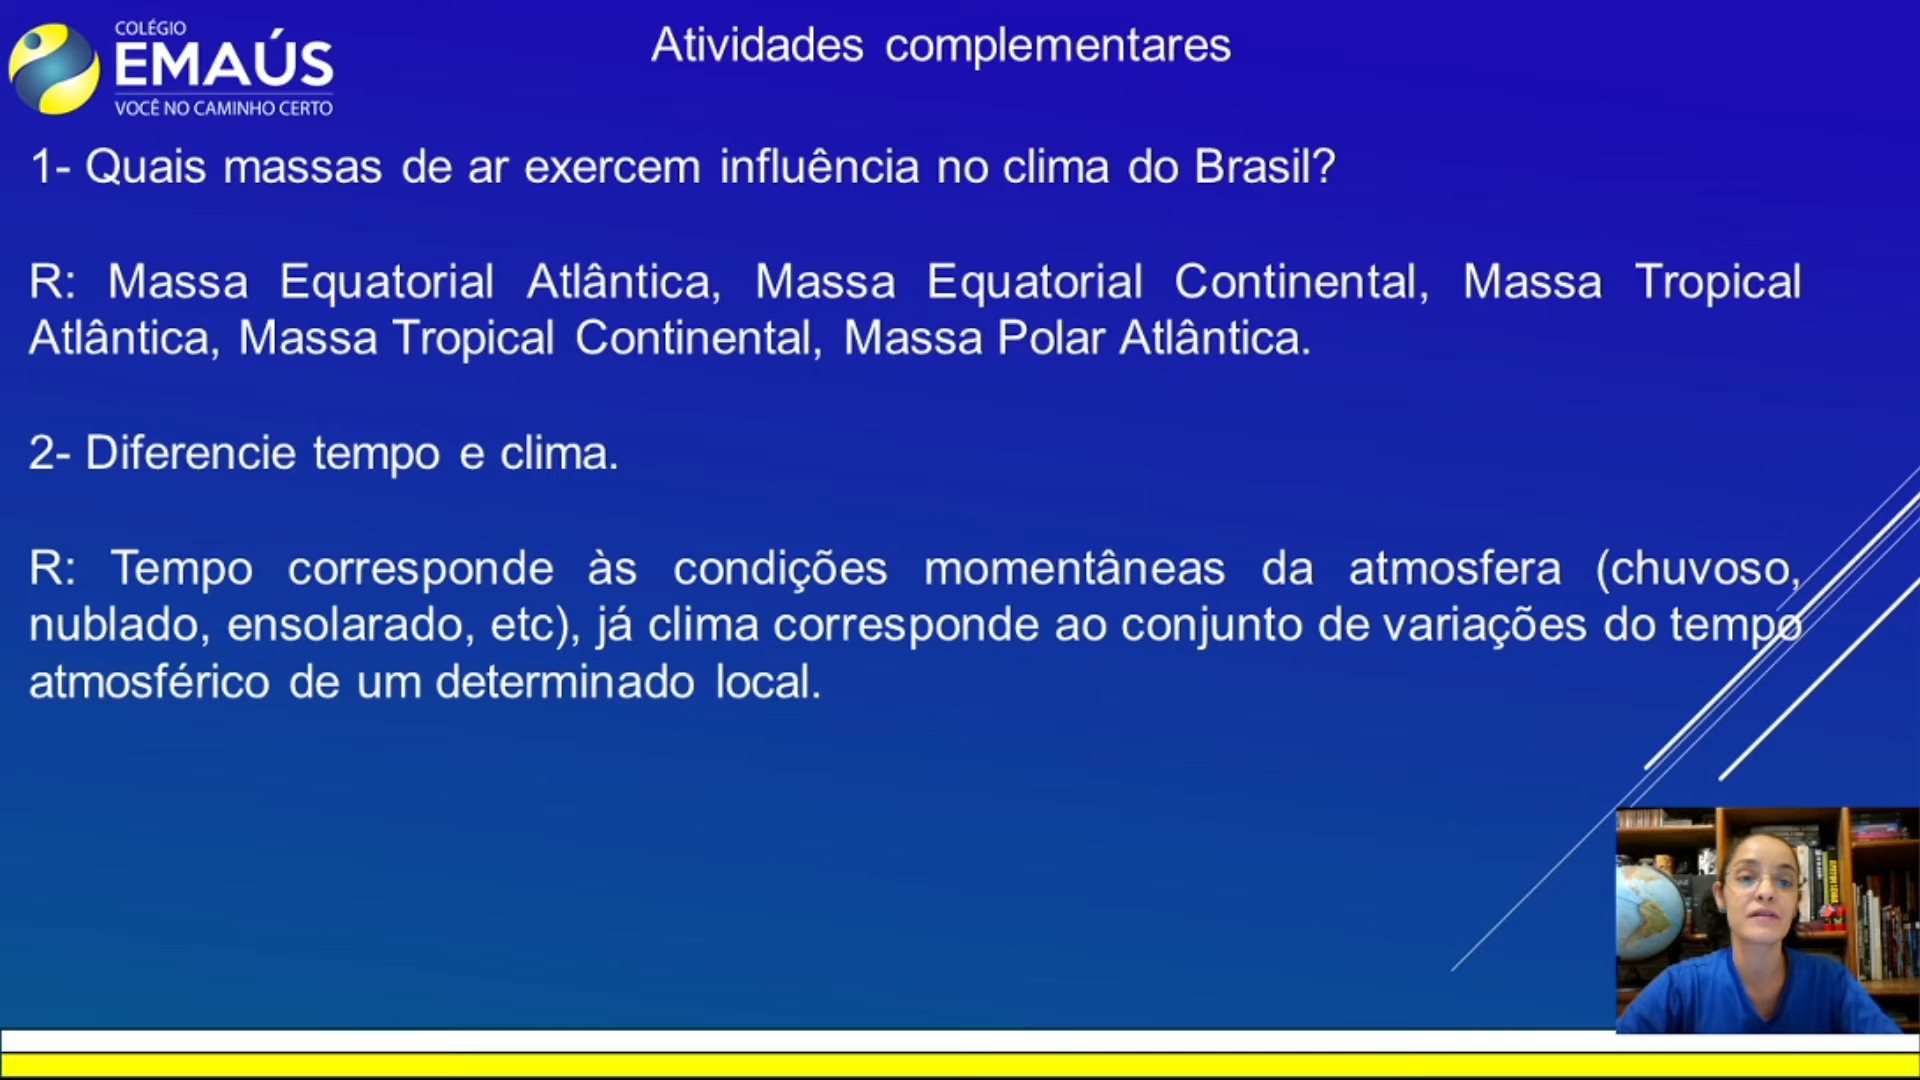 COLÉGIO
EMAÚS
VOCÊ NO CAMINHO CERTO
Atividades complementares
1- Quais massas de ar exercem influência no clima do Brasil?
R: Massa Equatorial Atlântica, Massa Equatorial Continental, Massa Tropical
Atlântica, Massa Tropical Continental, Massa Polar Atlântica.
2- Diferencie tempo e clima.
R: Tempo corresponde às condições momentâneas da atmosfera (chuvoso,
nublado, ensolarado, etc), já clima corresponde ao conjunto de variações do tempo
atmosférico de um determinado local.